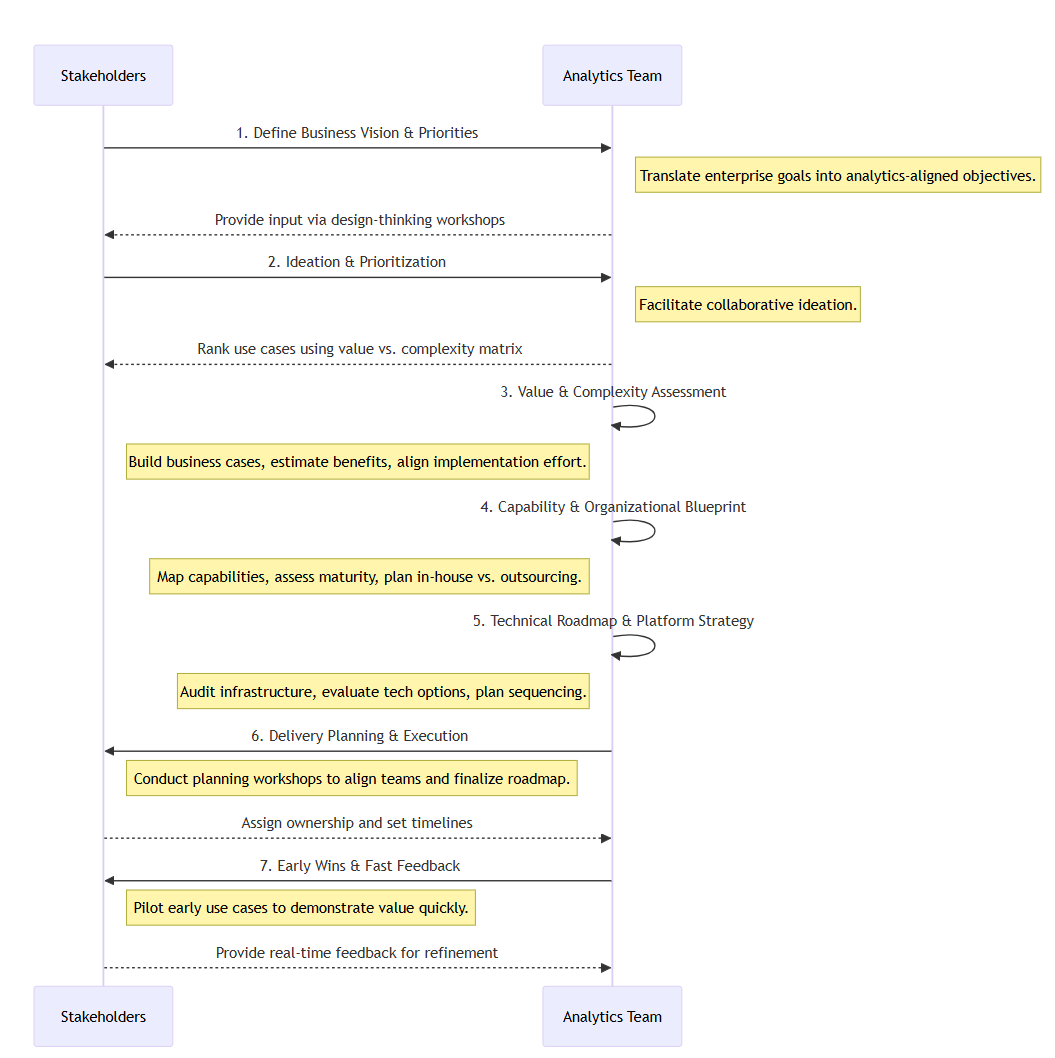 Stakeholders
Analytics Team
1. Define Business Vision & Priorities
Translate enterprise goals into analytics-aligned objectives.
Provide input via design-thinking workshops
2. Ideation & Prioritization
Facilitate collaborative ideation.
Rank use cases using value vs. complexity matrix
3. Value & Complexity Assessment
Build business cases, estimate benefits, align implementation effort.
4. Capability & Organizational Blueprint
Map capabilities, assess maturity, plan in-house vs. outsourcing.
5. Technical Roadmap & Platform Strategy
Audit infrastructure, evaluate tech options, plan sequencing.
6. Delivery Planning & Execution
Conduct planning workshops to align teams and finalize roadmap.
Assign ownership and set timelines
7. Early Wins & Fast Feedback
Pilot early use cases to demonstrate value quickly.
Provide real-time feedback for refinement
Stakeholders
Analytics Team